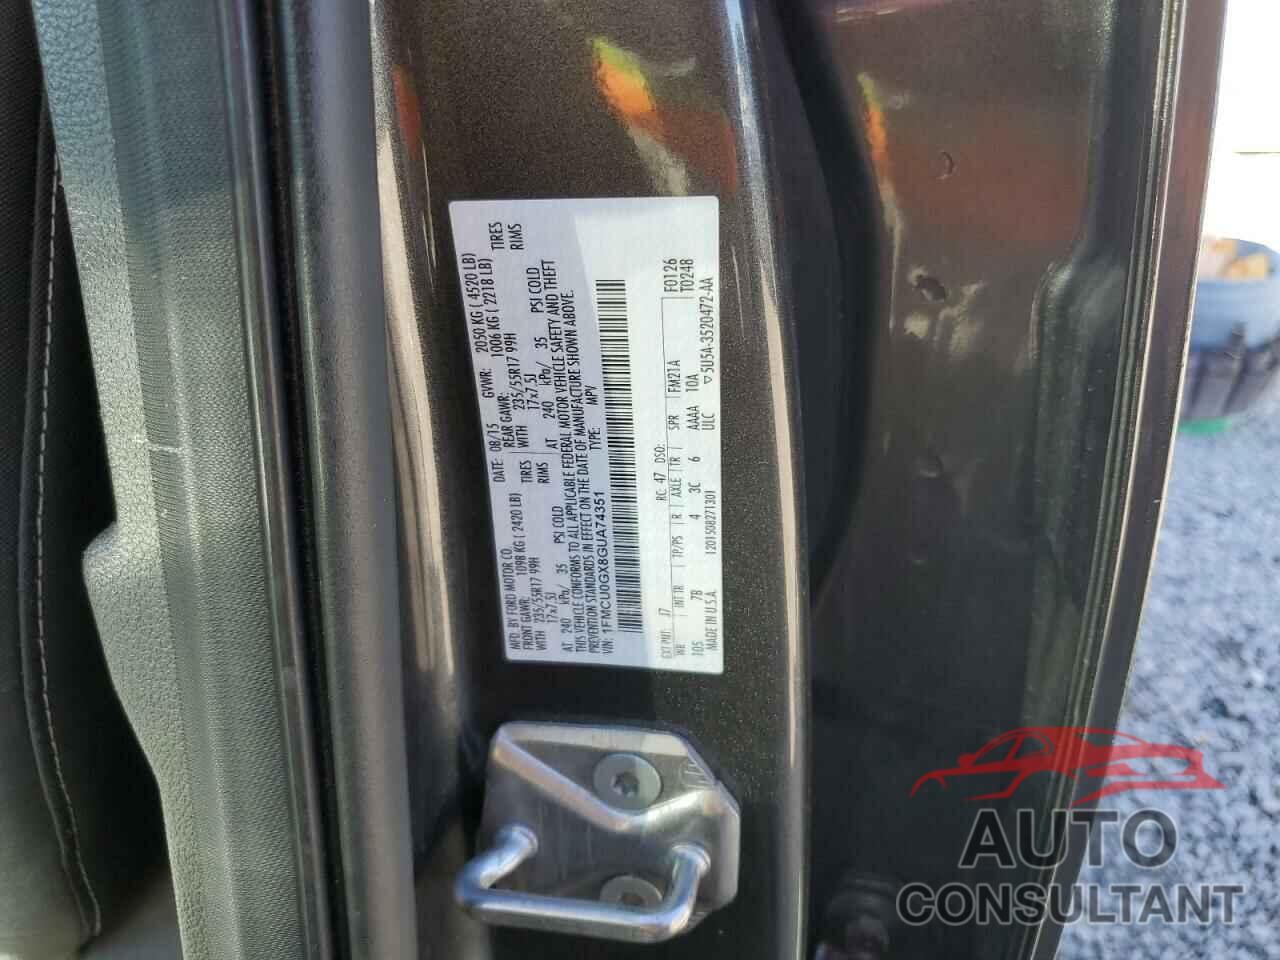 MFD. BY FORD MOTOR CO. DATE: 08/15 GVWR: 2050 KG ( 4520 LB)
FRONT GAWR: 1098 KG ( 2420 LB) REAR GAWR: 1006 KG ( 2218 LB)
WITH 235/55R17 99H TIRES WITH 235/55R17 99H TIRES
17x7.5J RIMS 17x7.5J RIMS
AT 240 kPa/ 35 PSI COLD AT 240 kPa/ 35 PSI COLD
THIS VEHICLE CONFORMS TO ALL APPLICABLE FEDERAL MOTOR VEHICLE SAFETY AND THEFT
PREVENTION STANDARDS IN EFFECT ON THE DATE OF MANUFACTURE SHOWN ABOVE.
VIN: 1FMCU0GX8GUA74351 TYPE: MPV
EXT PNT: J7 RC: 47 DSO: F0126
WB INT TR TP/PS R AXLE TR SPR FM21A T0248
105 7B 4 3C 6 AAAA 10A
MADE IN U.S.A. 1201508271301 ULC ▽5U5A-3520472-AA
AUTO
CONSULTANT